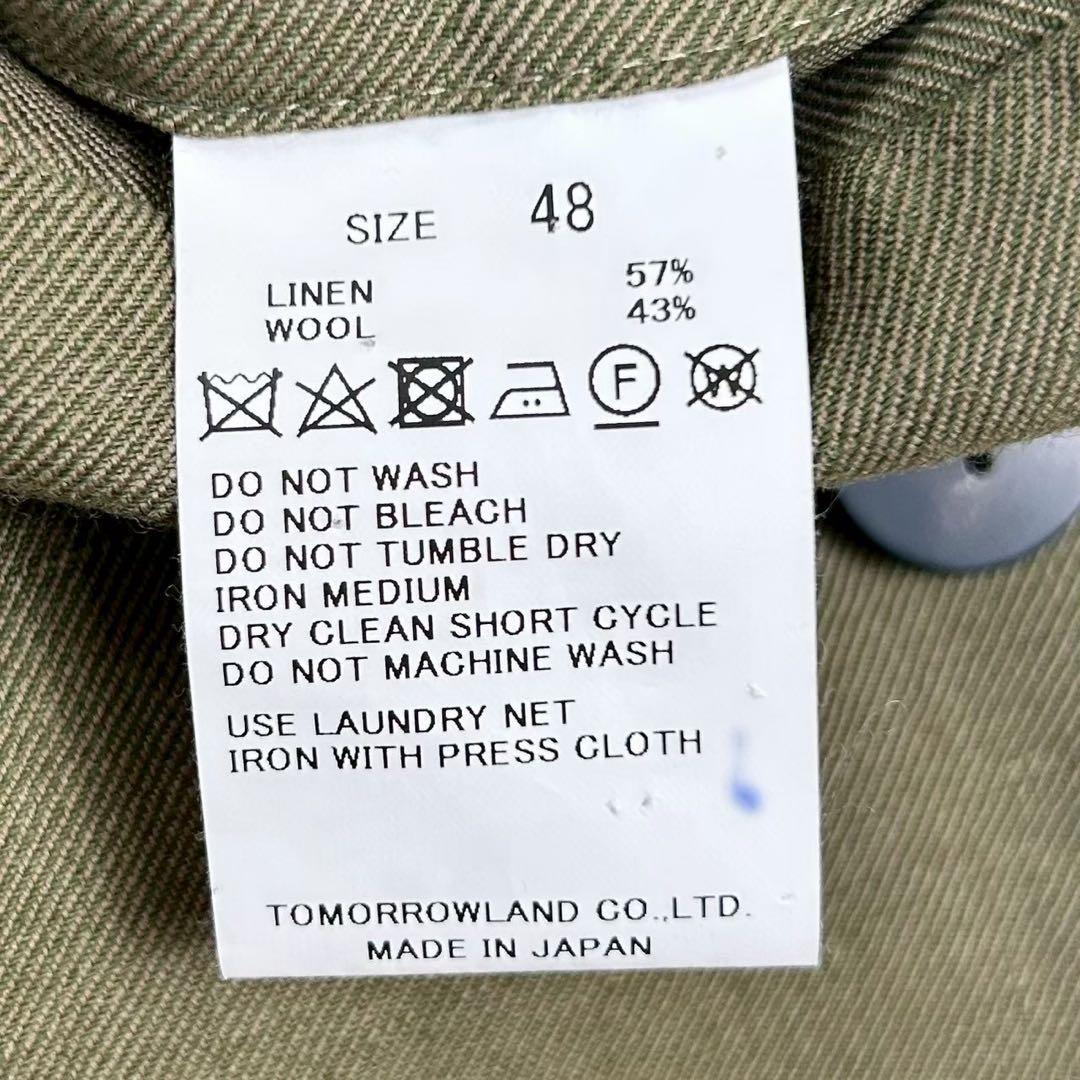 SIZE 48
LINEN 57%
WOOL 43%
F W
DO NOT WASH
DO NOT BLEACH
DO NOT TUMBLE DRY
IRON MEDIUM
DRY CLEAN SHORT CYCLE
DO NOT MACHINE WASH
USE LAUNDRY NET
IRON WITH PRESS CLOTH
TOMORROWLAND CO.,LTD.
MADE IN JAPAN